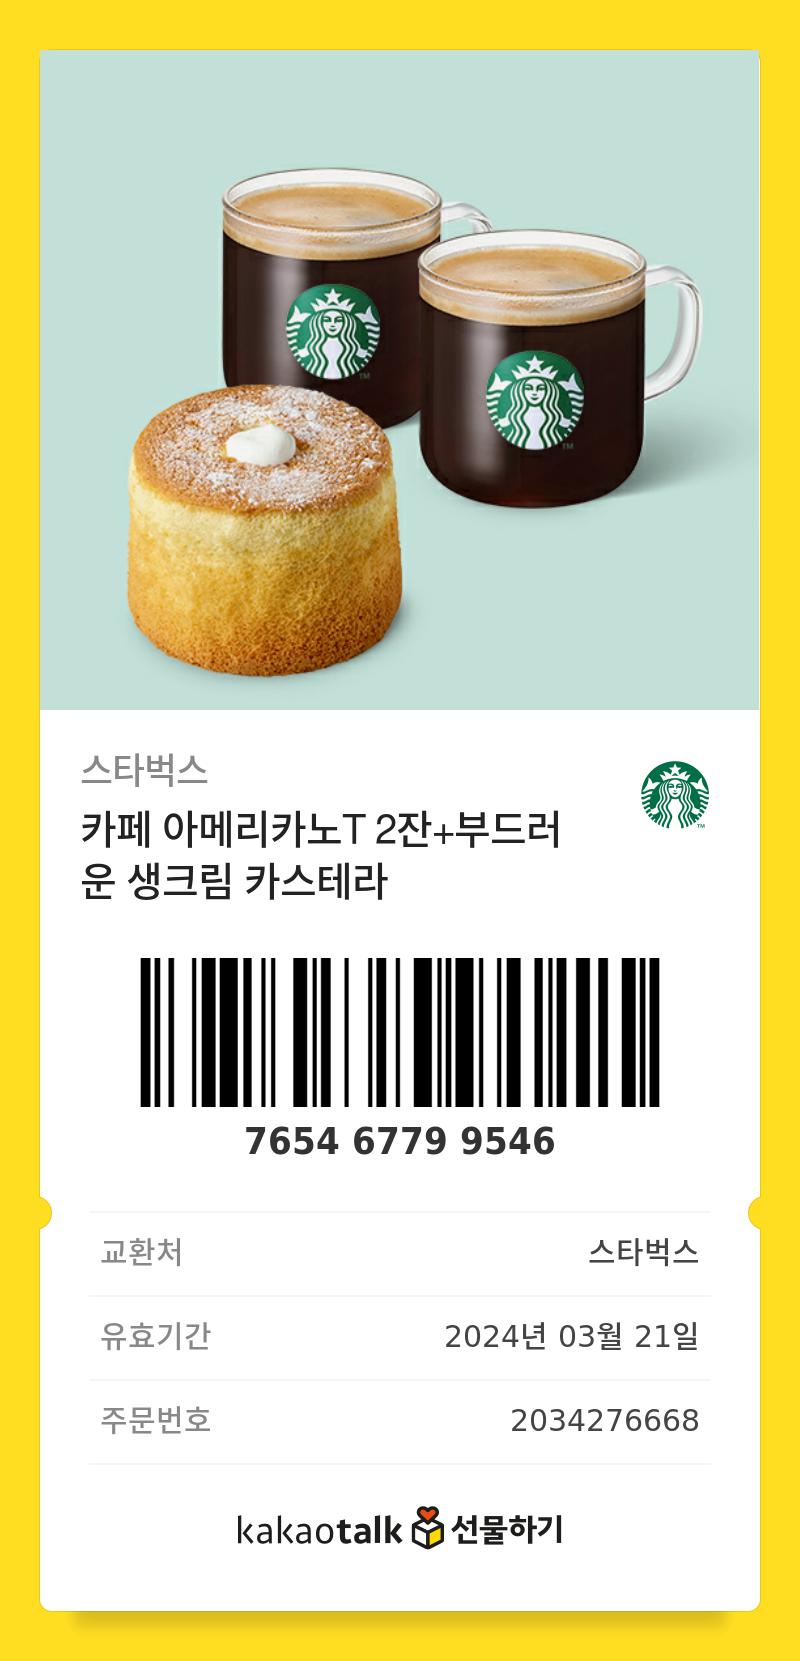 스타벅스
카페 아메리카노T 2잔+부드러
운 생크림 카스테라
7654 6779 9546
교환처 스타벅스
유효기간 2024년 03월 21일
주문번호 2034276668
kakaotalk 선물하기